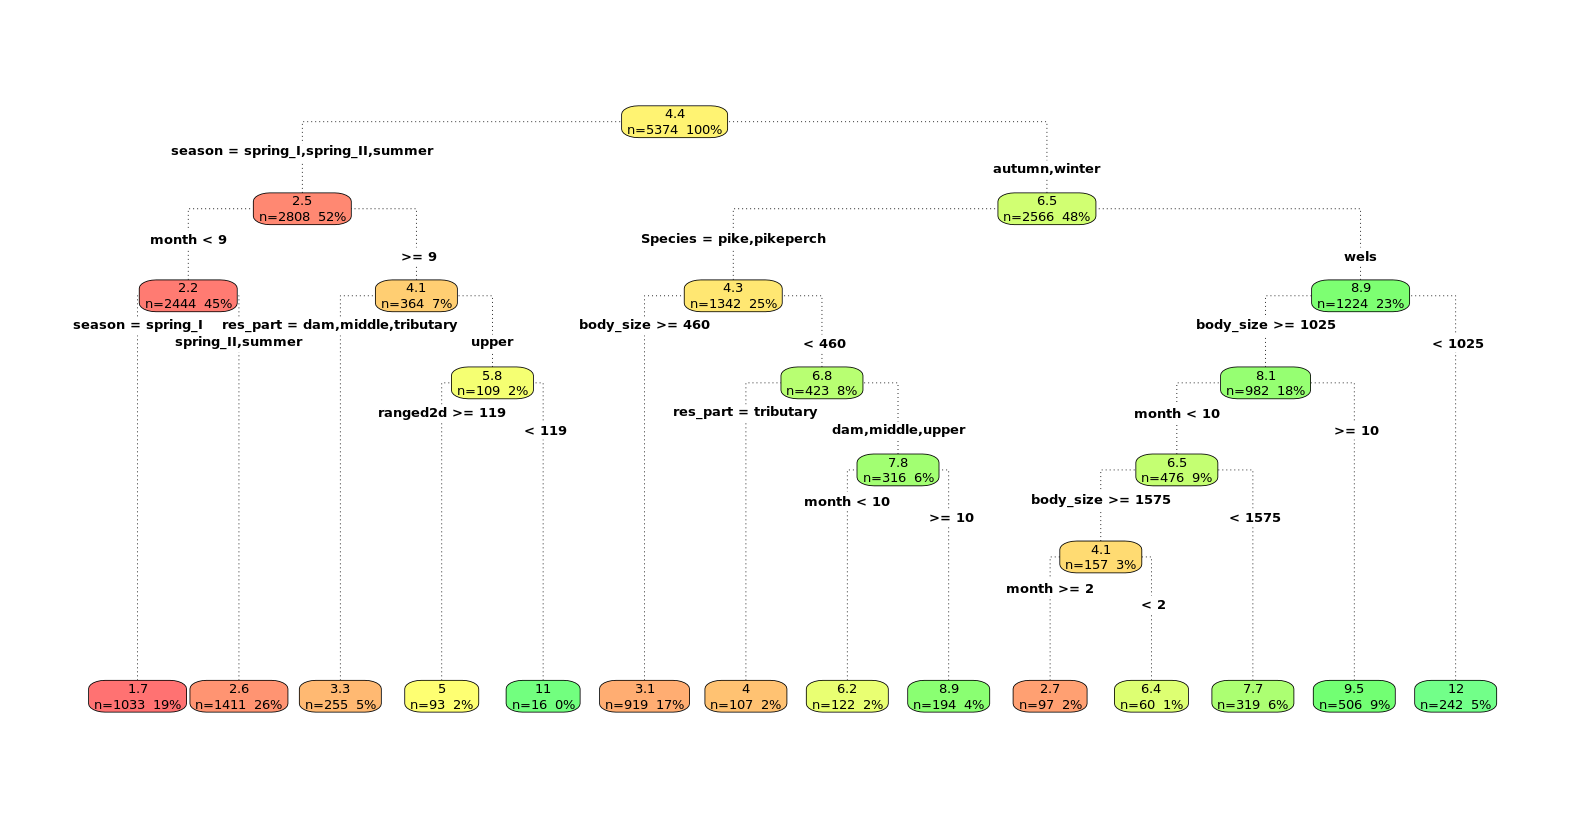 4.4
n=5374 100%
season = spring_I,spring_II,summer
autumn,winter
2.5
n=2808 52%
6.5
n=2566 48%
month < 9
>= 9
Species = pike,pikeperch
wels
2.2
n=2444 45%
4.1
n=364 7%
4.3
n=1342 25%
8.9
n=1224 23%
season = spring_I
spring_II,summer
res_part = dam,middle,tributary
upper
body_size >= 460
< 460
body_size >= 1025
< 1025
5.8
n=109 2%
6.8
n=423 8%
8.1
n=982 18%
ranged2d >= 119
< 119
res_part = tributary
dam,middle,upper
month < 10
>= 10
7.8
n=316 6%
6.5
n=476 9%
month < 10
>= 10
body_size >= 1575
< 1575
4.1
n=157 3%
month >= 2
< 2
1.7
n=1033 19%
2.6
n=1411 26%
3.3
n=255 5%
5
n=93 2%
11
n=16 0%
3.1
n=919 17%
4
n=107 2%
6.2
n=122 2%
8.9
n=194 4%
2.7
n=97 2%
6.4
n=60 1%
7.7
n=319 6%
9.5
n=506 9%
12
n=242 5%